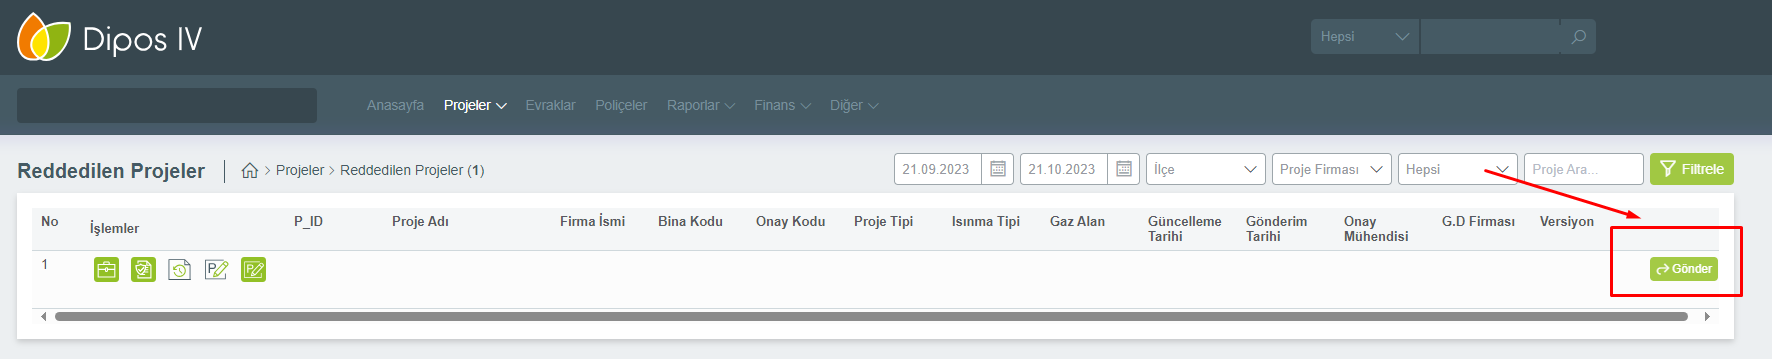 Dipos IV
Hepsi
Anasayfa Projeler Evraklar Poliçeler Raporlar Finans Diğer
Reddedilen Projeler
Projeler > Reddedilen Projeler (1)
21.09.2023
21.10.2023
İlçe
Proje Firması
Hepsi
Proje Ara...
Filtrele
No İşlemler P_ID Proje Adı Firma İsmi Bina Kodu Onay Kodu Proje Tipi Isınma Tipi Gaz Alan Güncelleme Tarihi Gönderim Tarihi Onay Mühendisi G.D Firması Versiyon
1
Gönder